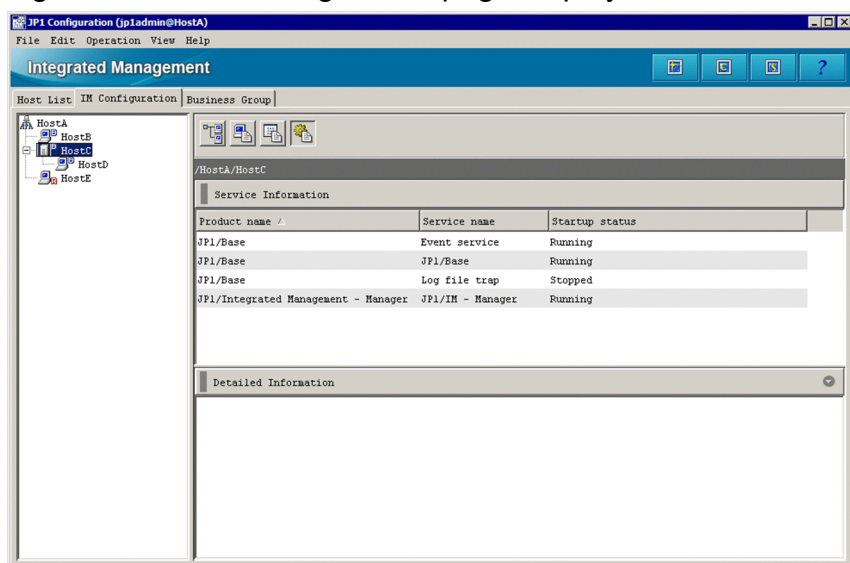 JP1 Configuration (jp1admin@HostA)
File Edit Operation View Help
Integrated Management
?
Host List IM Configuration Business Group
HostA
HostB
HostC
HostD
HostE
/HostA/HostC
Service Information
Product name Service name Startup status
JP1/Base Event service Running
JP1/Base JP1/Base Running
JP1/Base Log file trap Stopped
JP1/Integrated Management - Manager JP1/IM - Manager Running
Detailed Information